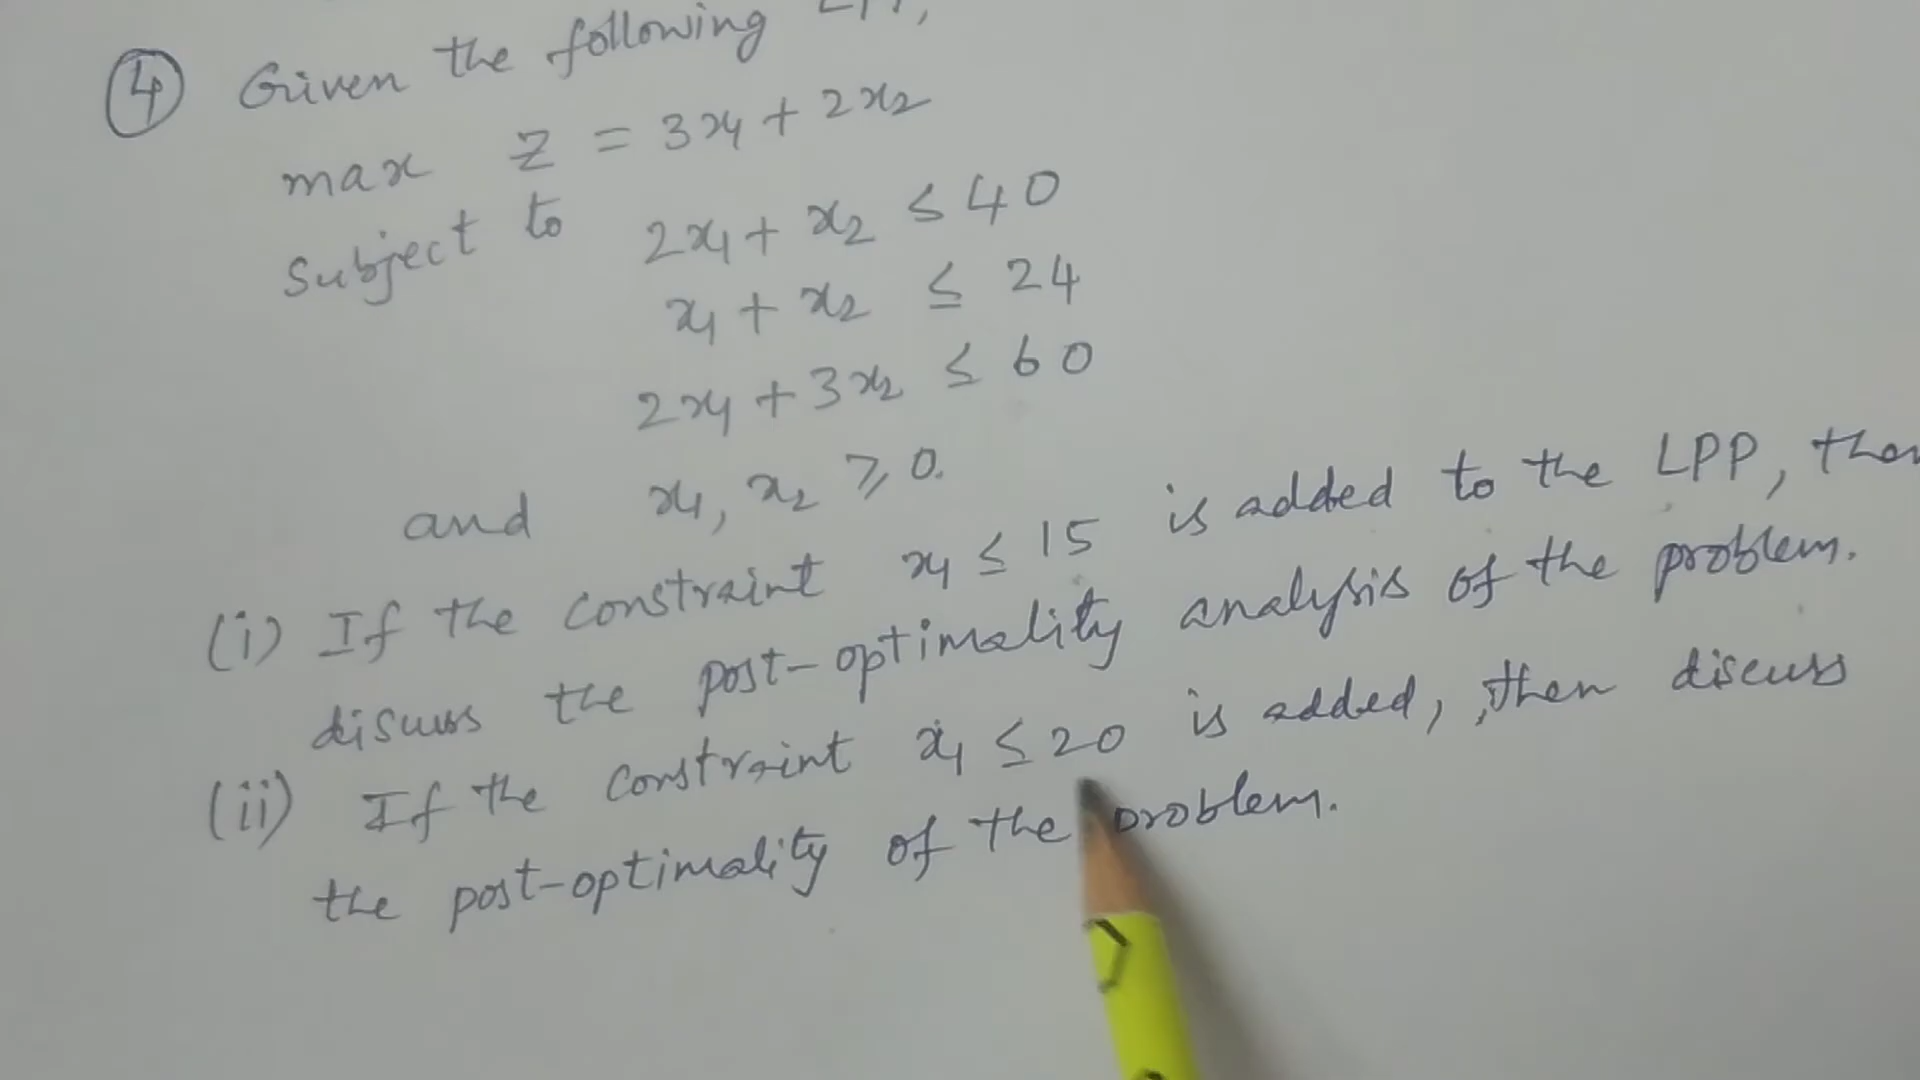 ④ Given the following LPP,
max Z = 3x₁ + 2x₂
Subject to 2x₁ + x₂ ≤ 40
x₁ + x₂ ≤ 24
2x₁ + 3x₂ ≤ 60
and x₁, x₂ ≥ 0.
(i) If the constraint x₁ ≤ 15 is added to the LPP, then
discuss the post-optimality analysis of the problem.
(ii) If the constraint x₁ ≤ 20 is added, then discuss
the post-optimality of the problem.